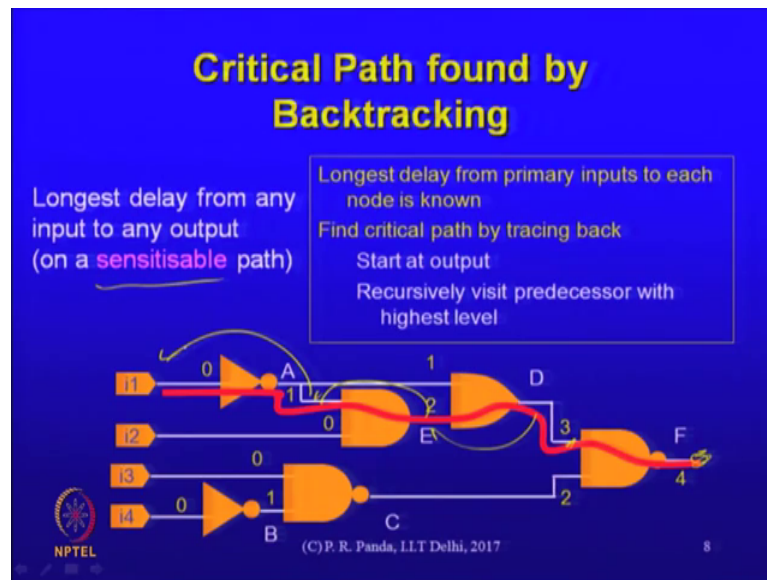 Critical Path found by
Backtracking
Longest delay from any
input to any output
(on a sensitisable path)
Longest delay from primary inputs to each
node is known
Find critical path by tracing back
Start at output
Recursively visit predecessor with
highest level
i1
0
A
1
1
D
i2
0
2
E
3
F
4
i3
0
i4
0
1
B
C
2
NPTEL
(C) P. R. Panda, I.I.T Delhi, 2017
8